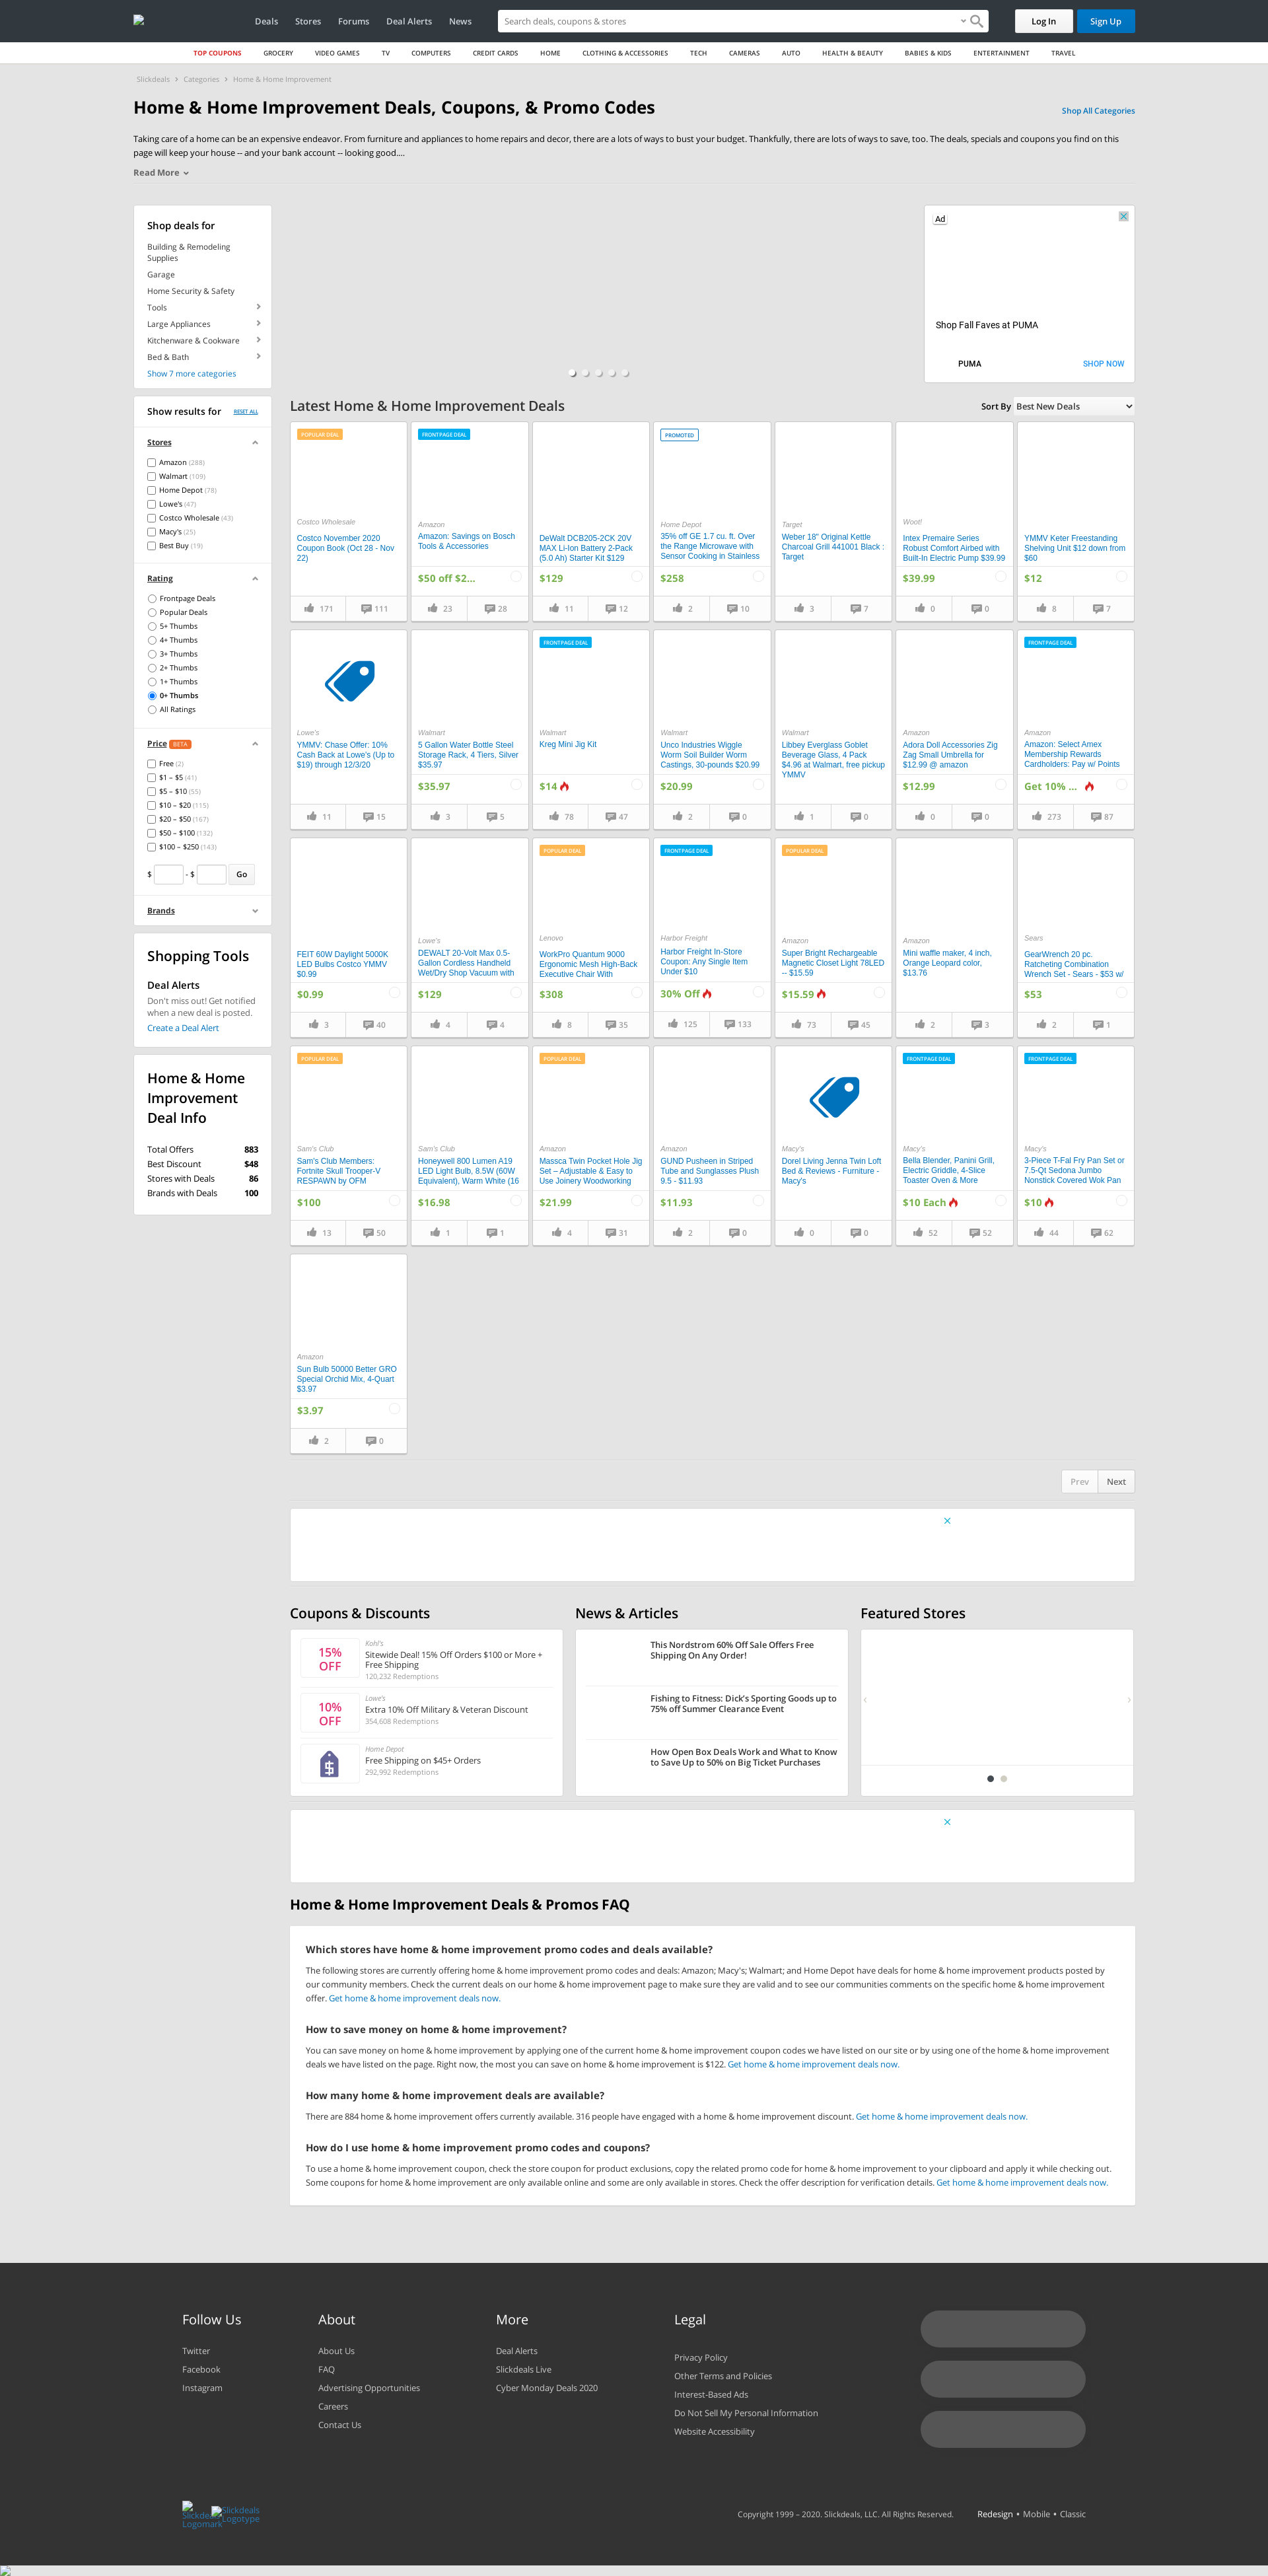 Deals
Stores
Forums
Deal Alerts
News
Search deals, coupons & stores
Log In
Sign Up
TOP COUPONS
GROCERY
VIDEO GAMES
TV
COMPUTERS
CREDIT CARDS
HOME
CLOTHING & ACCESSORIES
TECH
CAMERAS
AUTO
HEALTH & BEAUTY
BABIES & KIDS
ENTERTAINMENT
TRAVEL
Slickdeals > Categories > Home & Home Improvement
Home & Home Improvement Deals, Coupons, & Promo Codes
Shop All Categories
Taking care of a home can be an expensive endeavor. From furniture and appliances to home repairs and decor, there are a lots of ways to bust your budget. Thankfully, there are lots of ways to save, too. The deals, specials and coupons you find on this
page will keep your house -- and your bank account -- looking good....
Read More
Shop deals for
Building & Remodeling
Supplies
Garage
Home Security & Safety
Tools
Large Appliances
Kitchenware & Cookware
Bed & Bath
Show 7 more categories
Ad
Shop Fall Faves at PUMA
PUMA
SHOP NOW
Show results for
RESET ALL
Stores
Amazon (288)
Walmart (109)
Home Depot (78)
Lowe's (47)
Costco Wholesale (43)
Macy's (25)
Best Buy (19)
Rating
Frontpage Deals
Popular Deals
5+ Thumbs
4+ Thumbs
3+ Thumbs
2+ Thumbs
1+ Thumbs
0+ Thumbs
All Ratings
Price BETA
Free (2)
$1 – $5 (41)
$5 – $10 (55)
$10 – $20 (115)
$20 – $50 (167)
$50 – $100 (132)
$100 – $250 (143)
$ - $ Go
Brands
Shopping Tools
Deal Alerts
Don't miss out! Get notified
when a new deal is posted.
Create a Deal Alert
Home & Home
Improvement
Deal Info
Total Offers 883
Best Discount $48
Stores with Deals 86
Brands with Deals 100
Latest Home & Home Improvement Deals
Sort By Best New Deals
POPULAR DEAL
Costco Wholesale
Costco November 2020
Coupon Book (Oct 28 - Nov
22)
171 111
FRONTPAGE DEAL
Amazon
Amazon: Savings on Bosch
Tools & Accessories
$50 off $2...
23 28
DeWalt DCB205-2CK 20V
MAX Li-Ion Battery 2-Pack
(5.0 Ah) Starter Kit $129
$129
11 12
PROMOTED
Home Depot
35% off GE 1.7 cu. ft. Over
the Range Microwave with
Sensor Cooking in Stainless
$258
2 10
Target
Weber 18" Original Kettle
Charcoal Grill 441001 Black :
Target
3 7
Woot!
Intex Premaire Series
Robust Comfort Airbed with
Built-In Electric Pump $39.99
$39.99
0 0
YMMV Keter Freestanding
Shelving Unit $12 down from
$60
$12
8 7
Lowe's
YMMV: Chase Offer: 10%
Cash Back at Lowe's (Up to
$19) through 12/3/20
11 15
Walmart
5 Gallon Water Bottle Steel
Storage Rack, 4 Tiers, Silver
$35.97
$35.97
3 5
FRONTPAGE DEAL
Walmart
Kreg Mini Jig Kit
$14
78 47
Walmart
Unco Industries Wiggle
Worm Soil Builder Worm
Castings, 30-pounds $20.99
$20.99
2 0
Walmart
Libbey Everglass Goblet
Beverage Glass, 4 Pack
$4.96 at Walmart, free pickup
YMMV
1 0
Amazon
Adora Doll Accessories Zig
Zag Small Umbrella for
$12.99 @ amazon
$12.99
0 0
FRONTPAGE DEAL
Amazon
Amazon: Select Amex
Membership Rewards
Cardholders: Pay w/ Points
Get 10% ...
273 87
FEIT 60W Daylight 5000K
LED Bulbs Costco YMMV
$0.99
$0.99
3 40
Lowe's
DEWALT 20-Volt Max 0.5-
Gallon Cordless Handheld
Wet/Dry Shop Vacuum with
$129
4 4
POPULAR DEAL
Lenovo
WorkPro Quantum 9000
Ergonomic Mesh High-Back
Executive Chair With
$308
8 35
FRONTPAGE DEAL
Harbor Freight
Harbor Freight In-Store
Coupon: Any Single Item
Under $10
30% Off
125 133
POPULAR DEAL
Amazon
Super Bright Rechargeable
Magnetic Closet Light 78LED
-- $15.59
$15.59
73 45
Amazon
Mini waffle maker, 4 inch,
Orange Leopard color,
$13.76
2 3
Sears
GearWrench 20 pc.
Ratcheting Combination
Wrench Set - Sears - $53 w/
$53
2 1
POPULAR DEAL
Sam's Club
Sam's Club Members:
Fortnite Skull Trooper-V
RESPAWN by OFM
$100
13 50
Sam's Club
Honeywell 800 Lumen A19
LED Light Bulb, 8.5W (60W
Equivalent), Warm White (16
$16.98
1 1
POPULAR DEAL
Amazon
Massca Twin Pocket Hole Jig
Set – Adjustable & Easy to
Use Joinery Woodworking
$21.99
4 31
Amazon
GUND Pusheen in Striped
Tube and Sunglasses Plush
9.5 - $11.93
$11.93
2 0
Macy's
Dorel Living Jenna Twin Loft
Bed & Reviews - Furniture -
Macy's
0 0
FRONTPAGE DEAL
Macy's
Bella Blender, Panini Grill,
Electric Griddle, 4-Slice
Toaster Oven & More
$10 Each
52 52
FRONTPAGE DEAL
Macy's
3-Piece T-Fal Fry Pan Set or
7.5-Qt Sedona Jumbo
Nonstick Covered Wok Pan
$10
44 62
Amazon
Sun Bulb 50000 Better GRO
Special Orchid Mix, 4-Quart
$3.97
$3.97
2 0
Prev Next
Coupons & Discounts
15%
OFF
Kohl's
Sitewide Deal! 15% Off Orders $100 or More +
Free Shipping
120,232 Redemptions
10%
OFF
Lowe's
Extra 10% Off Military & Veteran Discount
354,608 Redemptions
Home Depot
Free Shipping on $45+ Orders
292,992 Redemptions
News & Articles
This Nordstrom 60% Off Sale Offers Free
Shipping On Any Order!
Fishing to Fitness: Dick's Sporting Goods up to
75% off Summer Clearance Event
How Open Box Deals Work and What to Know
to Save Up to 50% on Big Ticket Purchases
Featured Stores
Home & Home Improvement Deals & Promos FAQ
Which stores have home & home improvement promo codes and deals available?
The following stores are currently offering home & home improvement promo codes and deals: Amazon; Macy's; Walmart; and Home Depot have deals for home & home improvement products posted by
our community members. Check the current deals on our home & home improvement page to make sure they are valid and to see our communities comments on the specific home & home improvement
offer. Get home & home improvement deals now.
How to save money on home & home improvement?
You can save money on home & home improvement by applying one of the current home & home improvement coupon codes we have listed on our site or by using one of the home & home improvement
deals we have listed on the page. Right now, the most you can save on home & home improvement is $122. Get home & home improvement deals now.
How many home & home improvement deals are available?
There are 884 home & home improvement offers currently available. 316 people have engaged with a home & home improvement discount. Get home & home improvement deals now.
How do I use home & home improvement promo codes and coupons?
To use a home & home improvement coupon, check the store coupon for product exclusions, copy the related promo code for home & home improvement to your clipboard and apply it while checking out.
Some coupons for home & home improvement are only available online and some are only available in stores. Check the offer description for verification details. Get home & home improvement deals now.
Follow Us
Twitter
Facebook
Instagram
About
About Us
FAQ
Advertising Opportunities
Careers
Contact Us
More
Deal Alerts
Slickdeals Live
Cyber Monday Deals 2020
Legal
Privacy Policy
Other Terms and Policies
Interest-Based Ads
Do Not Sell My Personal Information
Website Accessibility
Slickdeals
Logotype
Logomark
Copyright 1999 – 2020. Slickdeals, LLC. All Rights Reserved.
Redesign • Mobile • Classic